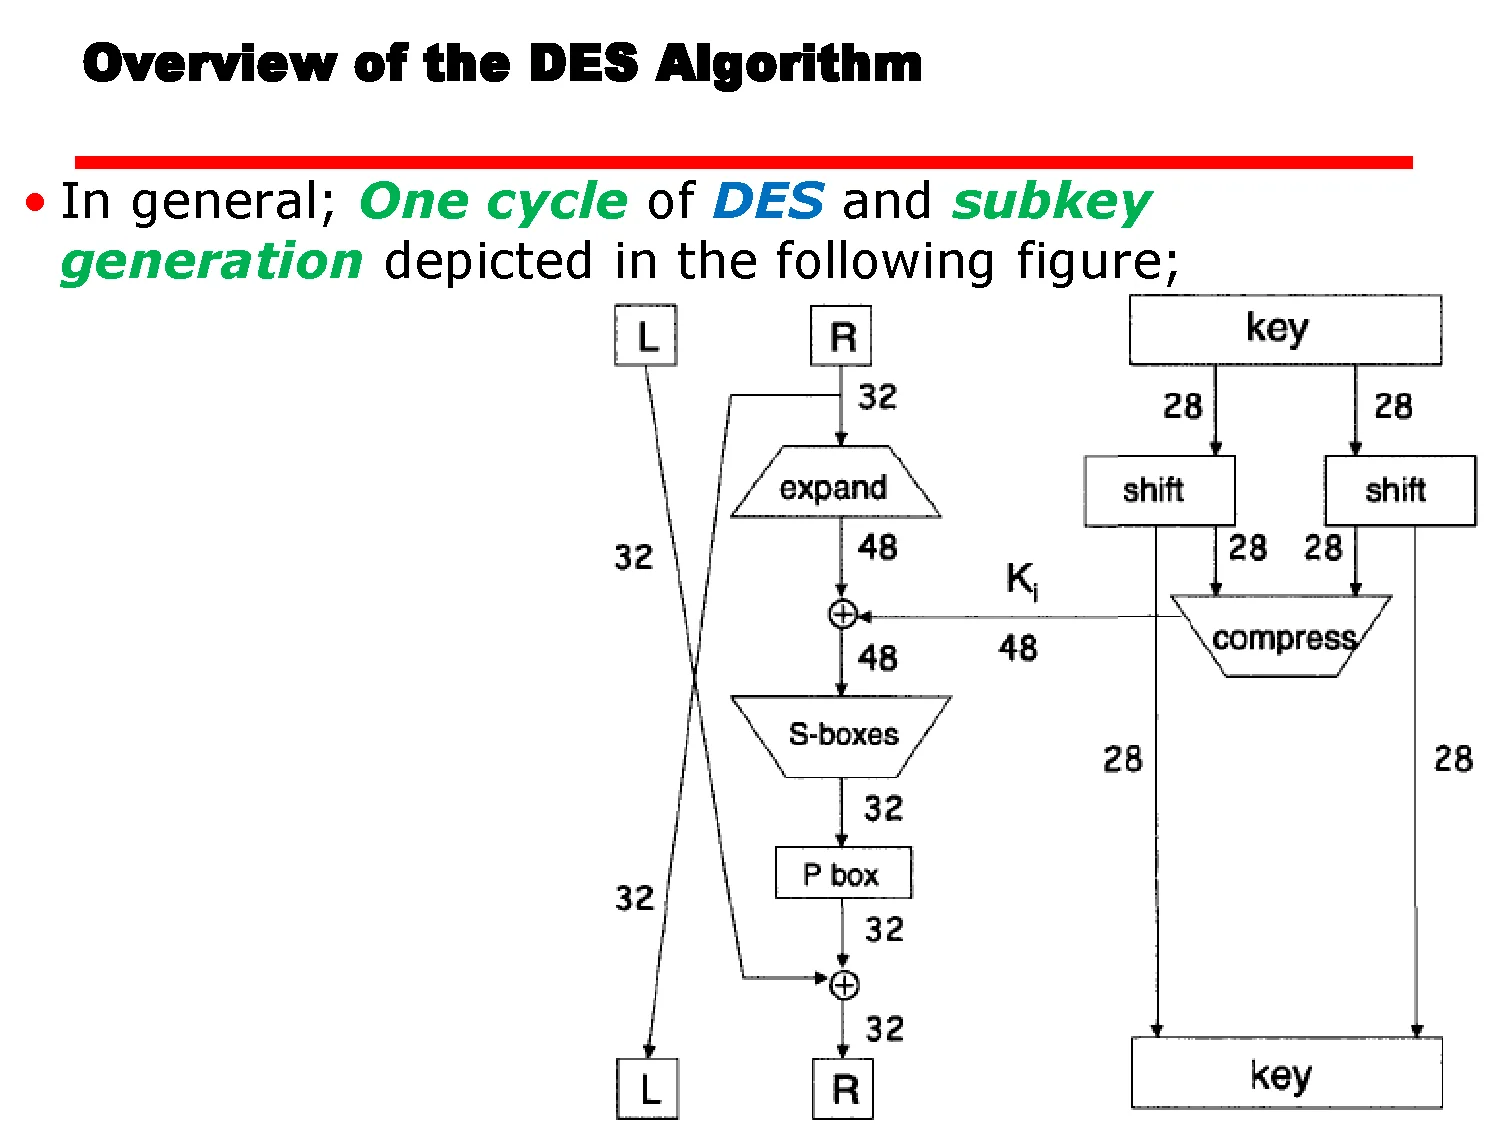 Overview of the DES Algorithm
• In general; One cycle of DES and subkey
generation depicted in the following figure;
L R key
32 28 28
expand shift shift
32 48 28 28
Ki
48 48 compress
S-boxes
28 28
32
P box
32 32
32
L R key